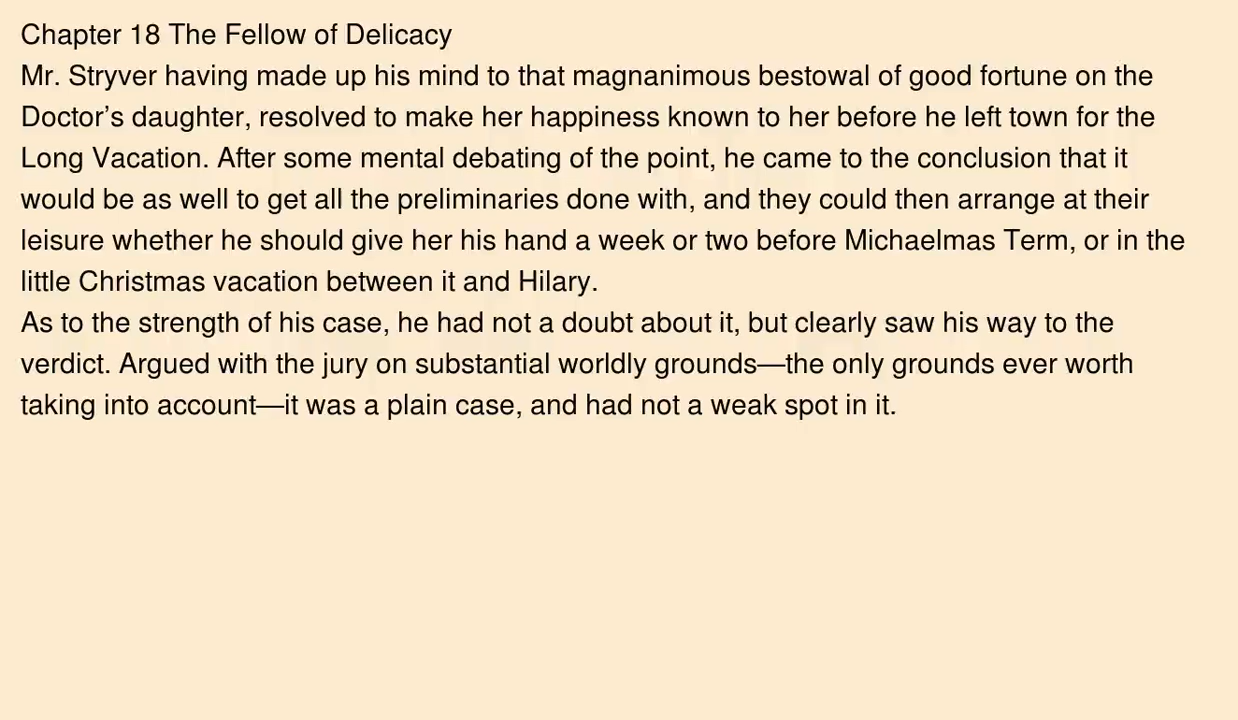 Chapter 18 The Fellow of Delicacy
Mr. Stryver having made up his mind to that magnanimous bestowal of good fortune on the
Doctor’s daughter, resolved to make her happiness known to her before he left town for the
Long Vacation. After some mental debating of the point, he came to the conclusion that it
would be as well to get all the preliminaries done with, and they could then arrange at their
leisure whether he should give her his hand a week or two before Michaelmas Term, or in the
little Christmas vacation between it and Hilary.
As to the strength of his case, he had not a doubt about it, but clearly saw his way to the
verdict. Argued with the jury on substantial worldly grounds—the only grounds ever worth
taking into account—it was a plain case, and had not a weak spot in it.